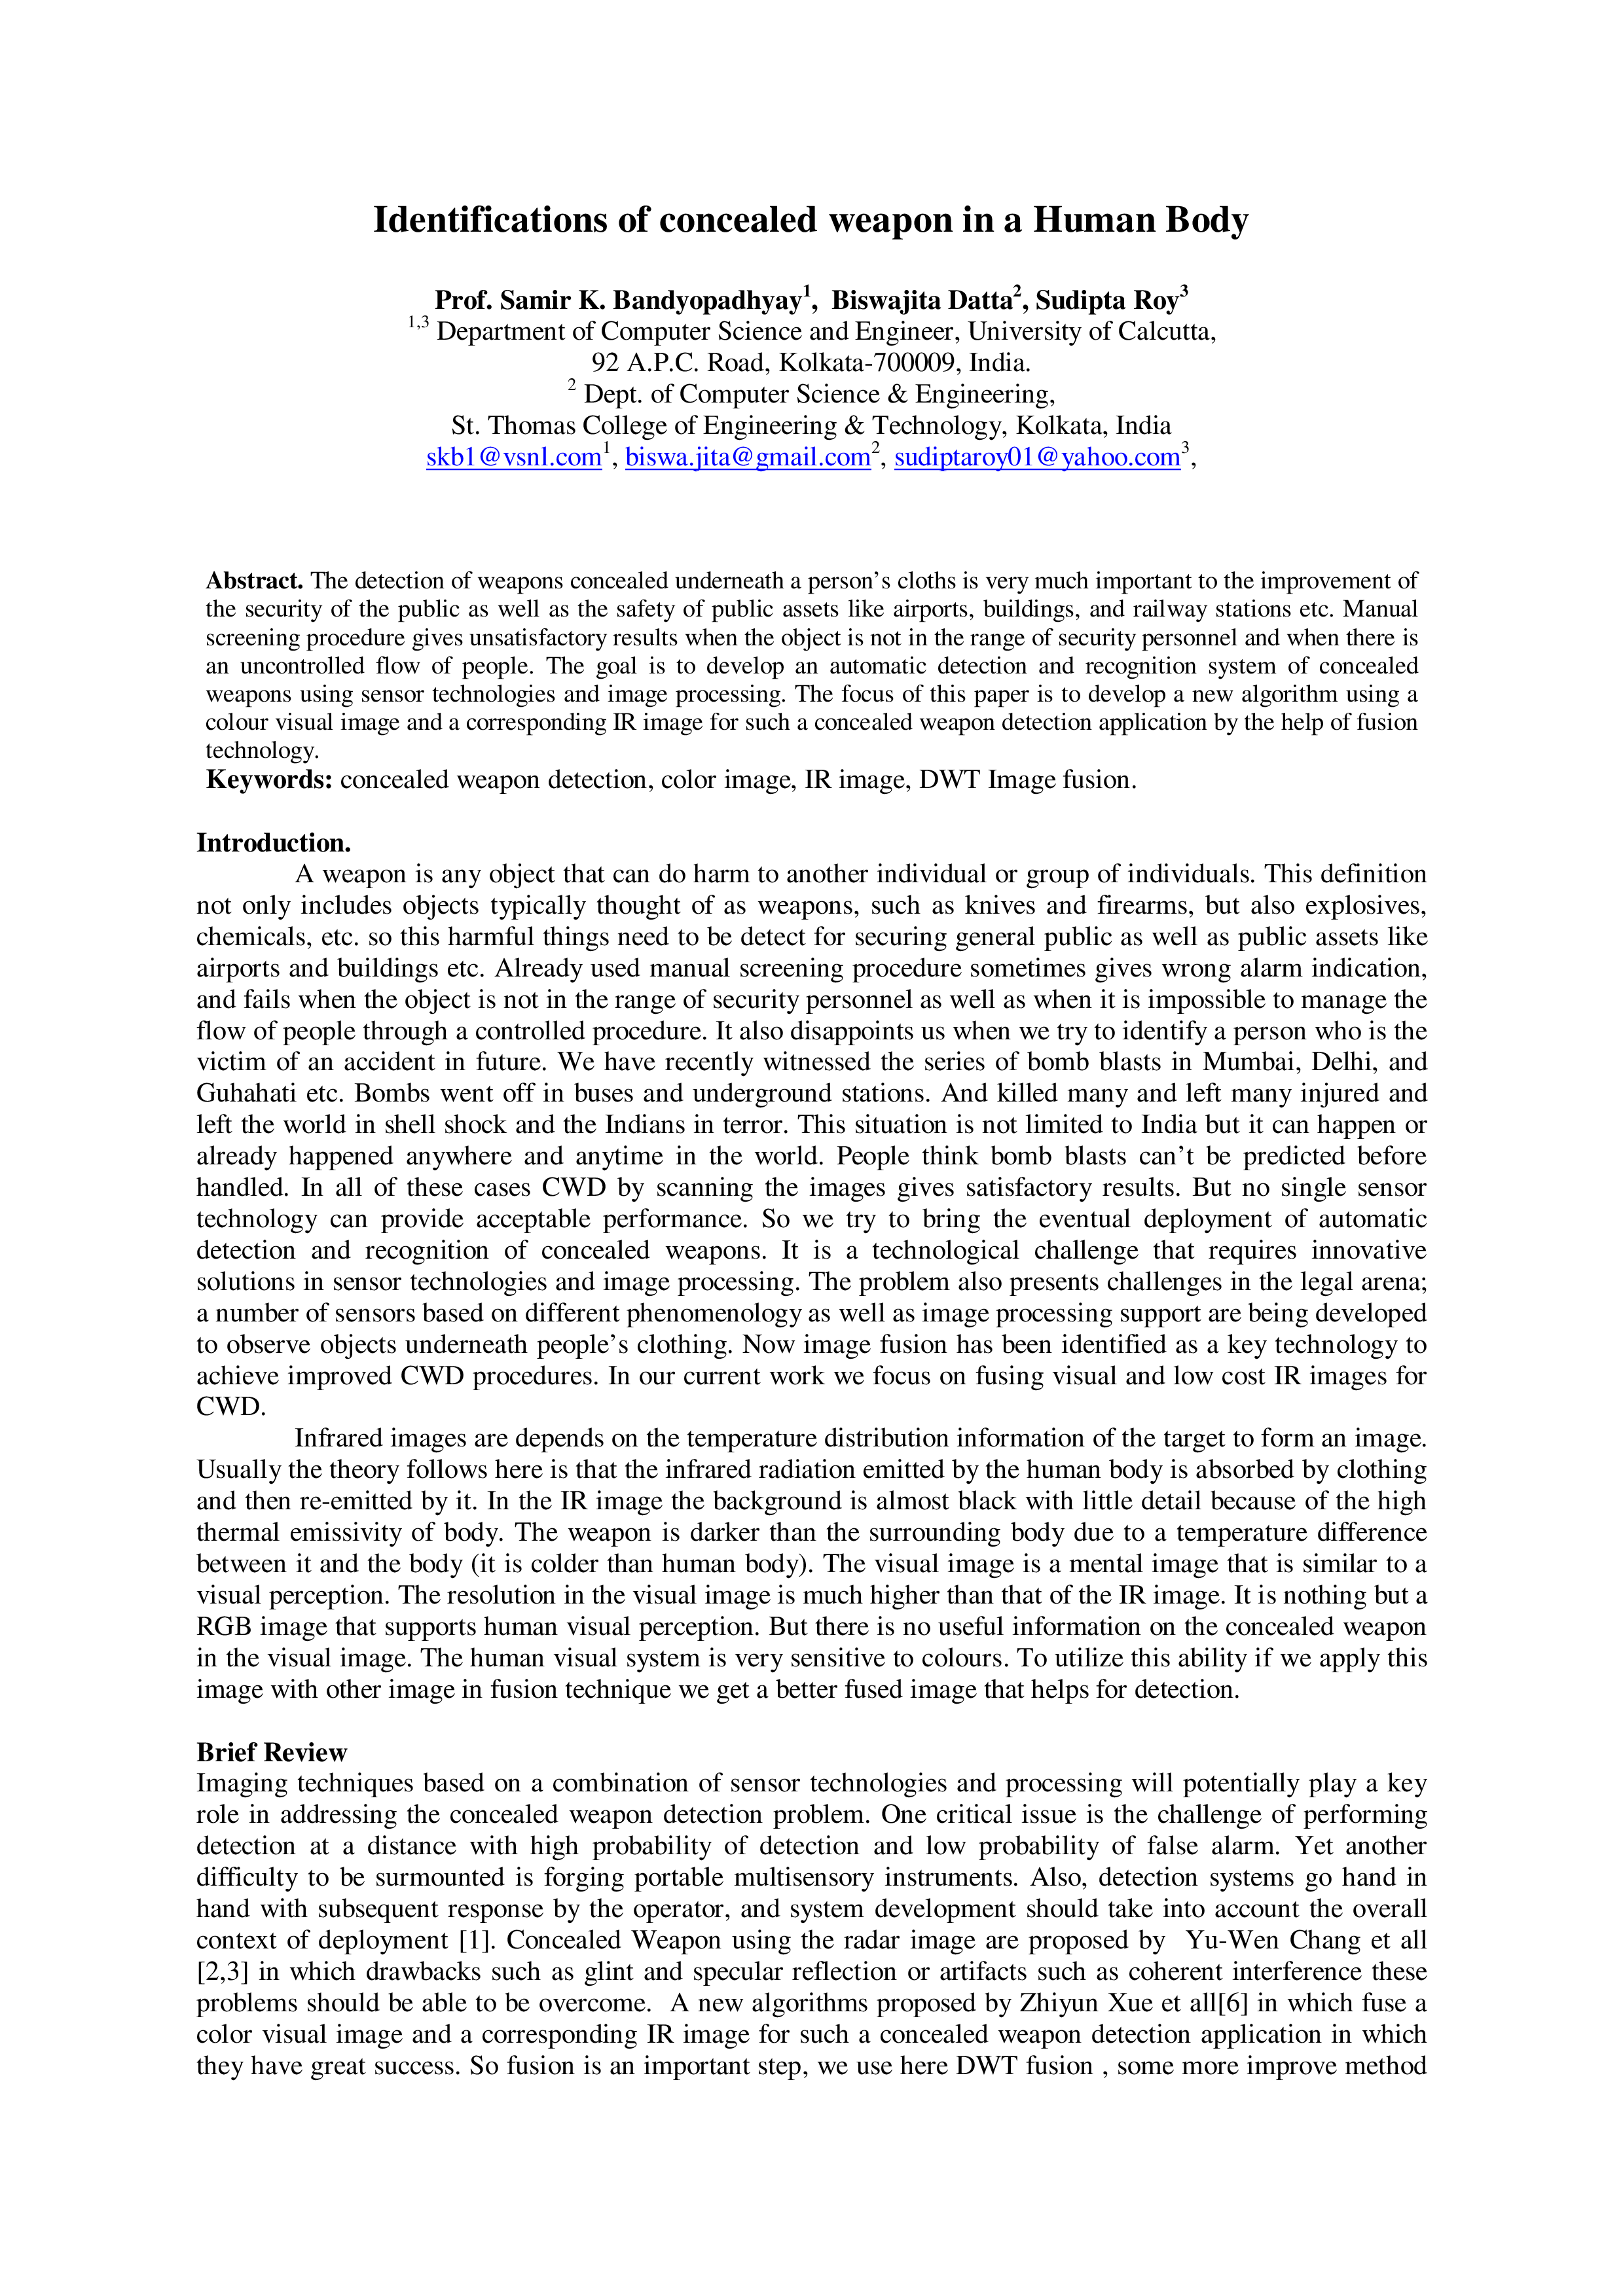 Identifications of concealed weapon in a Human Body
Prof. Samir K. Bandyopadhyay1, Biswajita Datta2, Sudipta Roy3
1,3 Department of Computer Science and Engineer, University of Calcutta,
92 A.P.C. Road, Kolkata-700009, India.
2 Dept. of Computer Science & Engineering,
St. Thomas College of Engineering & Technology, Kolkata, India
skb1@vsnl.com1, biswa.jita@gmail.com2, sudiptaroy01@yahoo.com3,
Abstract. The detection of weapons concealed underneath a person's cloths is very much important to the improvement of
the security of the public as well as the safety of public assets like airports, buildings, and railway stations etc. Manual
screening procedure gives unsatisfactory results when the object is not in the range of security personnel and when there is
an uncontrolled flow of people. The goal is to develop an automatic detection and recognition system of concealed
weapons using sensor technologies and image processing. The focus of this paper is to develop a new algorithm using a
colour visual image and a corresponding IR image for such a concealed weapon detection application by the help of fusion
technology.
Keywords: concealed weapon detection, color image, IR image, DWT Image fusion.
Introduction.
A weapon is any object that can do harm to another individual or group of individuals. This definition
not only includes objects typically thought of as weapons, such as knives and firearms, but also explosives,
chemicals, etc. so this harmful things need to be detect for securing general public as well as public assets like
airports and buildings etc. Already used manual screening procedure sometimes gives wrong alarm indication,
and fails when the object is not in the range of security personnel as well as when it is impossible to manage the
flow of people through a controlled procedure. It also disappoints us when we try to identify a person who is the
victim of an accident in future. We have recently witnessed the series of bomb blasts in Mumbai, Delhi, and
Guhahati etc. Bombs went off in buses and underground stations. And killed many and left many injured and
left the world in shell shock and the Indians in terror. This situation is not limited to India but it can happen or
already happened anywhere and anytime in the world. People think bomb blasts can't be predicted before
handled. In all of these cases CWD by scanning the images gives satisfactory results. But no single sensor
technology can provide acceptable performance. So we try to bring the eventual deployment of automatic
detection and recognition of concealed weapons. It is a technological challenge that requires innovative
solutions in sensor technologies and image processing. The problem also presents challenges in the legal arena;
a number of sensors based on different phenomenology as well as image processing support are being developed
to observe objects underneath people's clothing. Now image fusion has been identified as a key technology to
achieve improved CWD procedures. In our current work we focus on fusing visual and low cost IR images for
CWD.
Infrared images are depends on the temperature distribution information of the target to form an image.
Usually the theory follows here is that the infrared radiation emitted by the human body is absorbed by clothing
and then re-emitted by it. In the IR image the background is almost black with little detail because of the high
thermal emissivity of body. The weapon is darker than the surrounding body due to a temperature difference
between it and the body (it is colder than human body). The visual image is a mental image that is similar to a
visual perception. The resolution in the visual image is much higher than that of the IR image. It is nothing but a
RGB image that supports human visual perception. But there is no useful information on the concealed weapon
in the visual image. The human visual system is very sensitive to colours. To utilize this ability if we apply this
image with other image in fusion technique we get a better fused image that helps for detection.
Brief Review
Imaging techniques based on a combination of sensor technologies and processing will potentially play a key
role in addressing the concealed weapon detection problem. One critical issue is the challenge of performing
detection at a distance with high probability of detection and low probability of false alarm. Yet another
difficulty to be surmounted is forging portable multisensory instruments. Also, detection systems go hand in
hand with subsequent response by the operator, and system development should take into account the overall
context of deployment [1]. Concealed Weapon using the radar image are proposed by Yu-Wen Chang et all
[2,3] in which drawbacks such as glint and specular reflection or artifacts such as coherent interference these
problems should be able to be overcome. A new algorithms proposed by Zhiyun Xue et all[6] in which fuse a
color visual image and a corresponding IR image for such a concealed weapon detection application in which
they have great success. So fusion is an important step, we use here DWT fusion , some more improve method